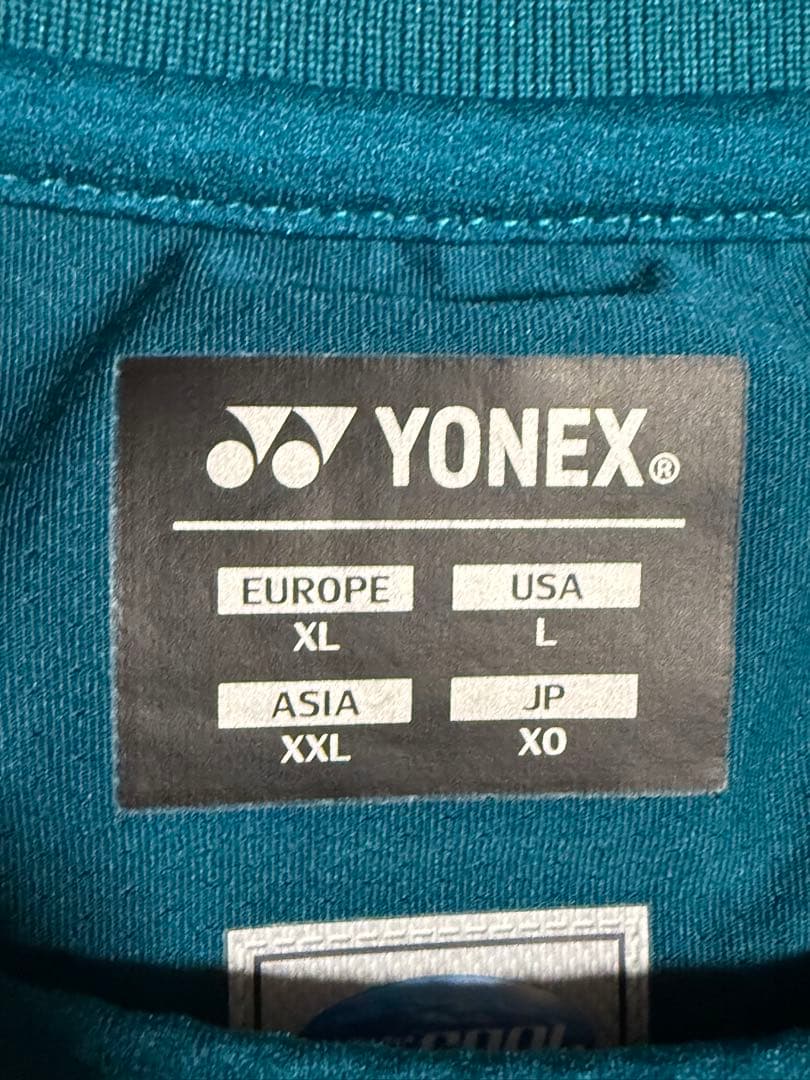 YONEX®
EUROPE USA
XL L
ASIA JP
XXL XO